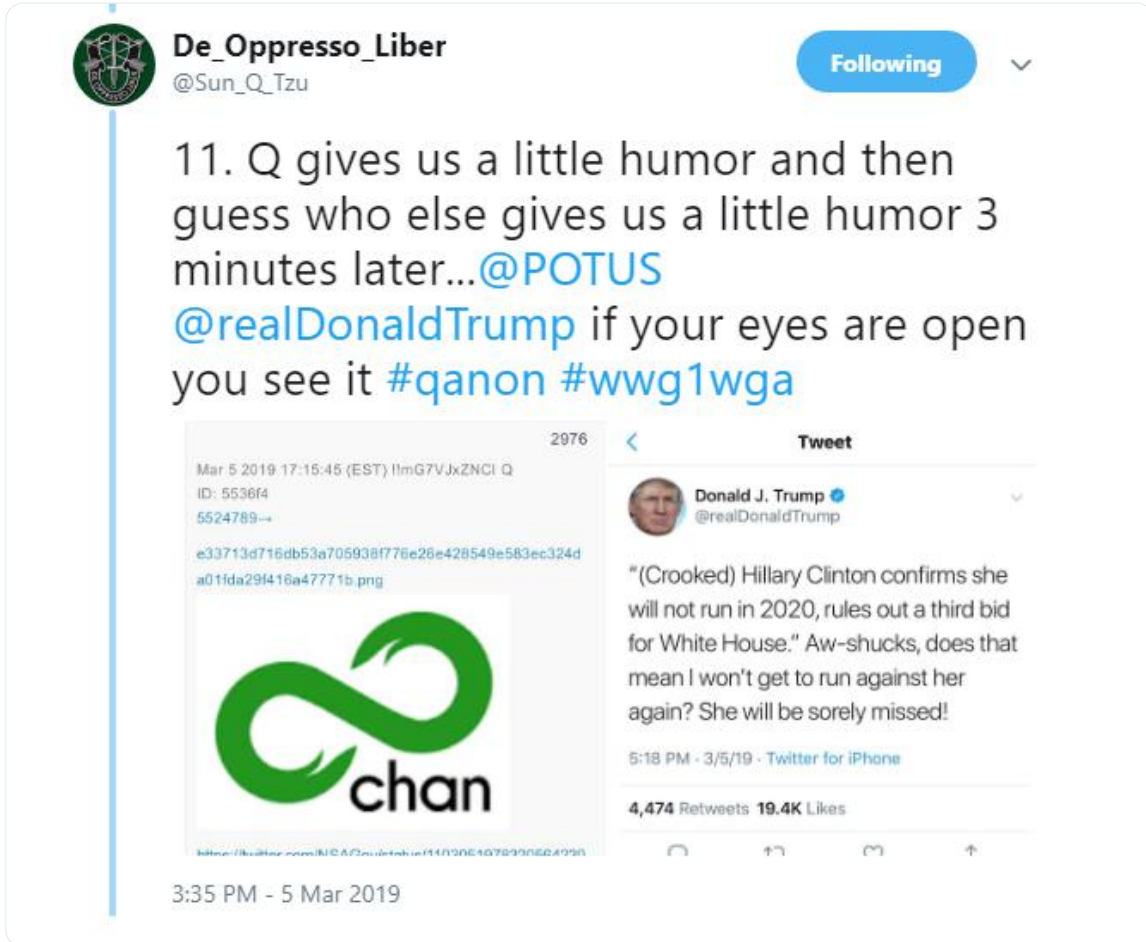 De_Oppresso_Liber
@Sun_Q_Tzu
Following
11. Q gives us a little humor and then
guess who else gives us a little humor 3
minutes later...@POTUS
@realDonaldTrump if your eyes are open
you see it #qanon #wwg1wga
2976
Mar 5 2019 17:15:45 (EST) !!mG7VJxZNCI Q
ID: 5536f4
5524789→
e33713d716db53a705938f776e26e428549e583ec324d
a01fda29f416a47771b.png
chan
Tweet
Donald J. Trump
@realDonaldTrump
"(Crooked) Hillary Clinton confirms she
will not run in 2020, rules out a third bid
for White House." Aw-shucks, does that
mean I won't get to run against her
again? She will be sorely missed!
5:18 PM · 3/5/19 · Twitter for iPhone
4,474 Retweets 19.4K Likes
3:35 PM - 5 Mar 2019